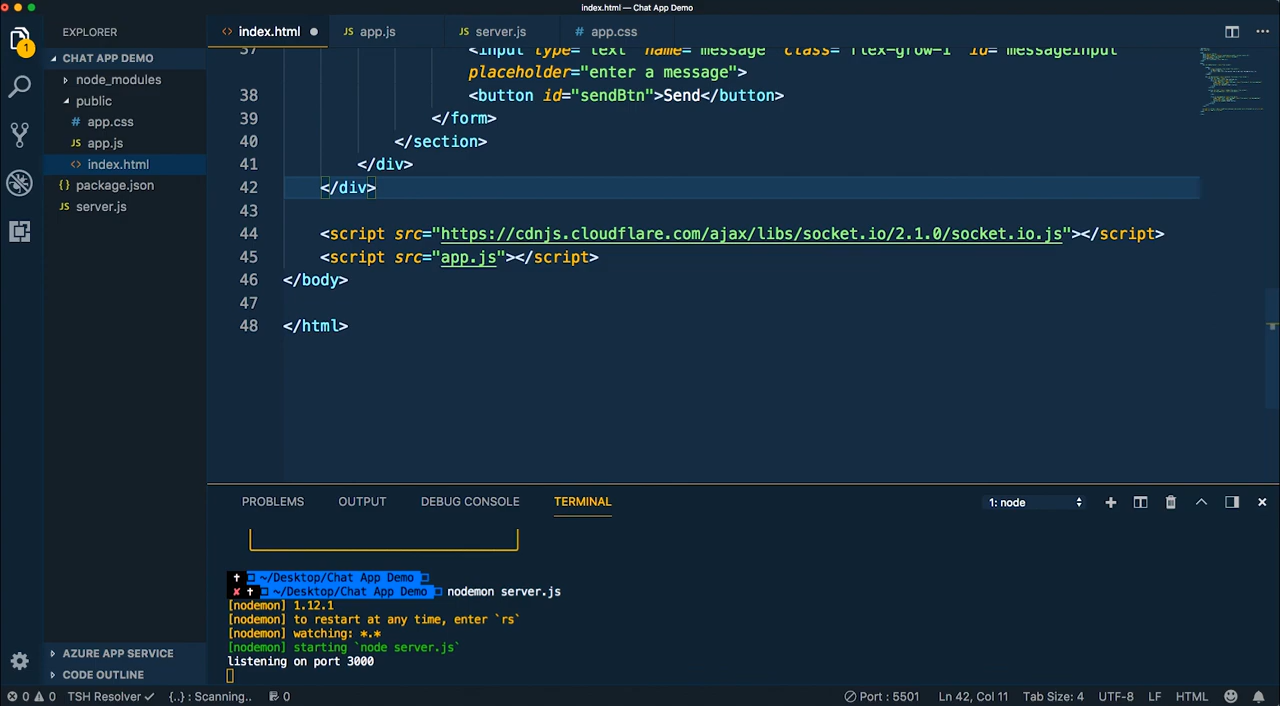 index.html — Chat App Demo
EXPLORER
index.html
app.js
server.js
app.css
1
CHAT APP DEMO
node_modules
public
app.css
app.js
index.html
package.json
server.js
37 <input type="text" name="message" class="flex-grow-1" id="messageInput"
placeholder="enter a message">
38 <button id="sendBtn">Send</button>
39 </form>
40 </section>
41 </div>
42 </div>
43
44 <script src="https://cdnjs.cloudflare.com/ajax/libs/socket.io/2.1.0/socket.io.js"></script>
45 <script src="app.js"></script>
46 </body>
47
48 </html>
PROBLEMS OUTPUT DEBUG CONSOLE TERMINAL 1: node
~/Desktop/Chat App Demo
~/Desktop/Chat App Demo nodemon server.js
[nodemon] 1.12.1
[nodemon] to restart at any time, enter `rs`
[nodemon] watching: *.*
[nodemon] starting `node server.js`
listening on port 3000
AZURE APP SERVICE
CODE OUTLINE
0 0 TSH Resolver {..} : Scanning.. 0 Port : 5501 Ln 42, Col 11 Tab Size: 4 UTF-8 LF HTML